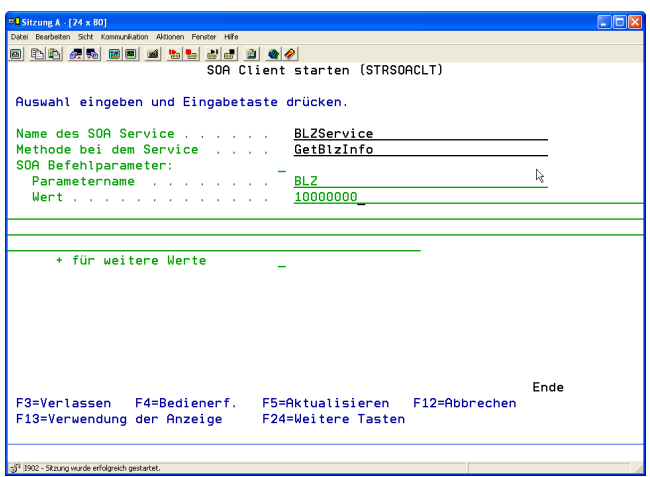 Sitzung A - [24 x 80]
Datei Bearbeiten Sicht Kommunikation Aktionen Fenster Hilfe
SOA Client starten (STRSOACLT)
Auswahl eingeben und Eingabetaste drücken.
Name des SOA Service . . . . . . BLZService
Methode bei dem Service . . . . GetBlzInfo
SOA Befehlparameter: _
Parametername . . . . . . . . BLZ
Wert . . . . . . . . . . . . . 10000000_
+ für weitere Werte _
Ende
F3=Verlassen F4=Bedienerf. F5=Aktualisieren F12=Abbrechen
F13=Verwendung der Anzeige F24=Weitere Tasten
I902 - Sitzung wurde erfolgreich gestartet.